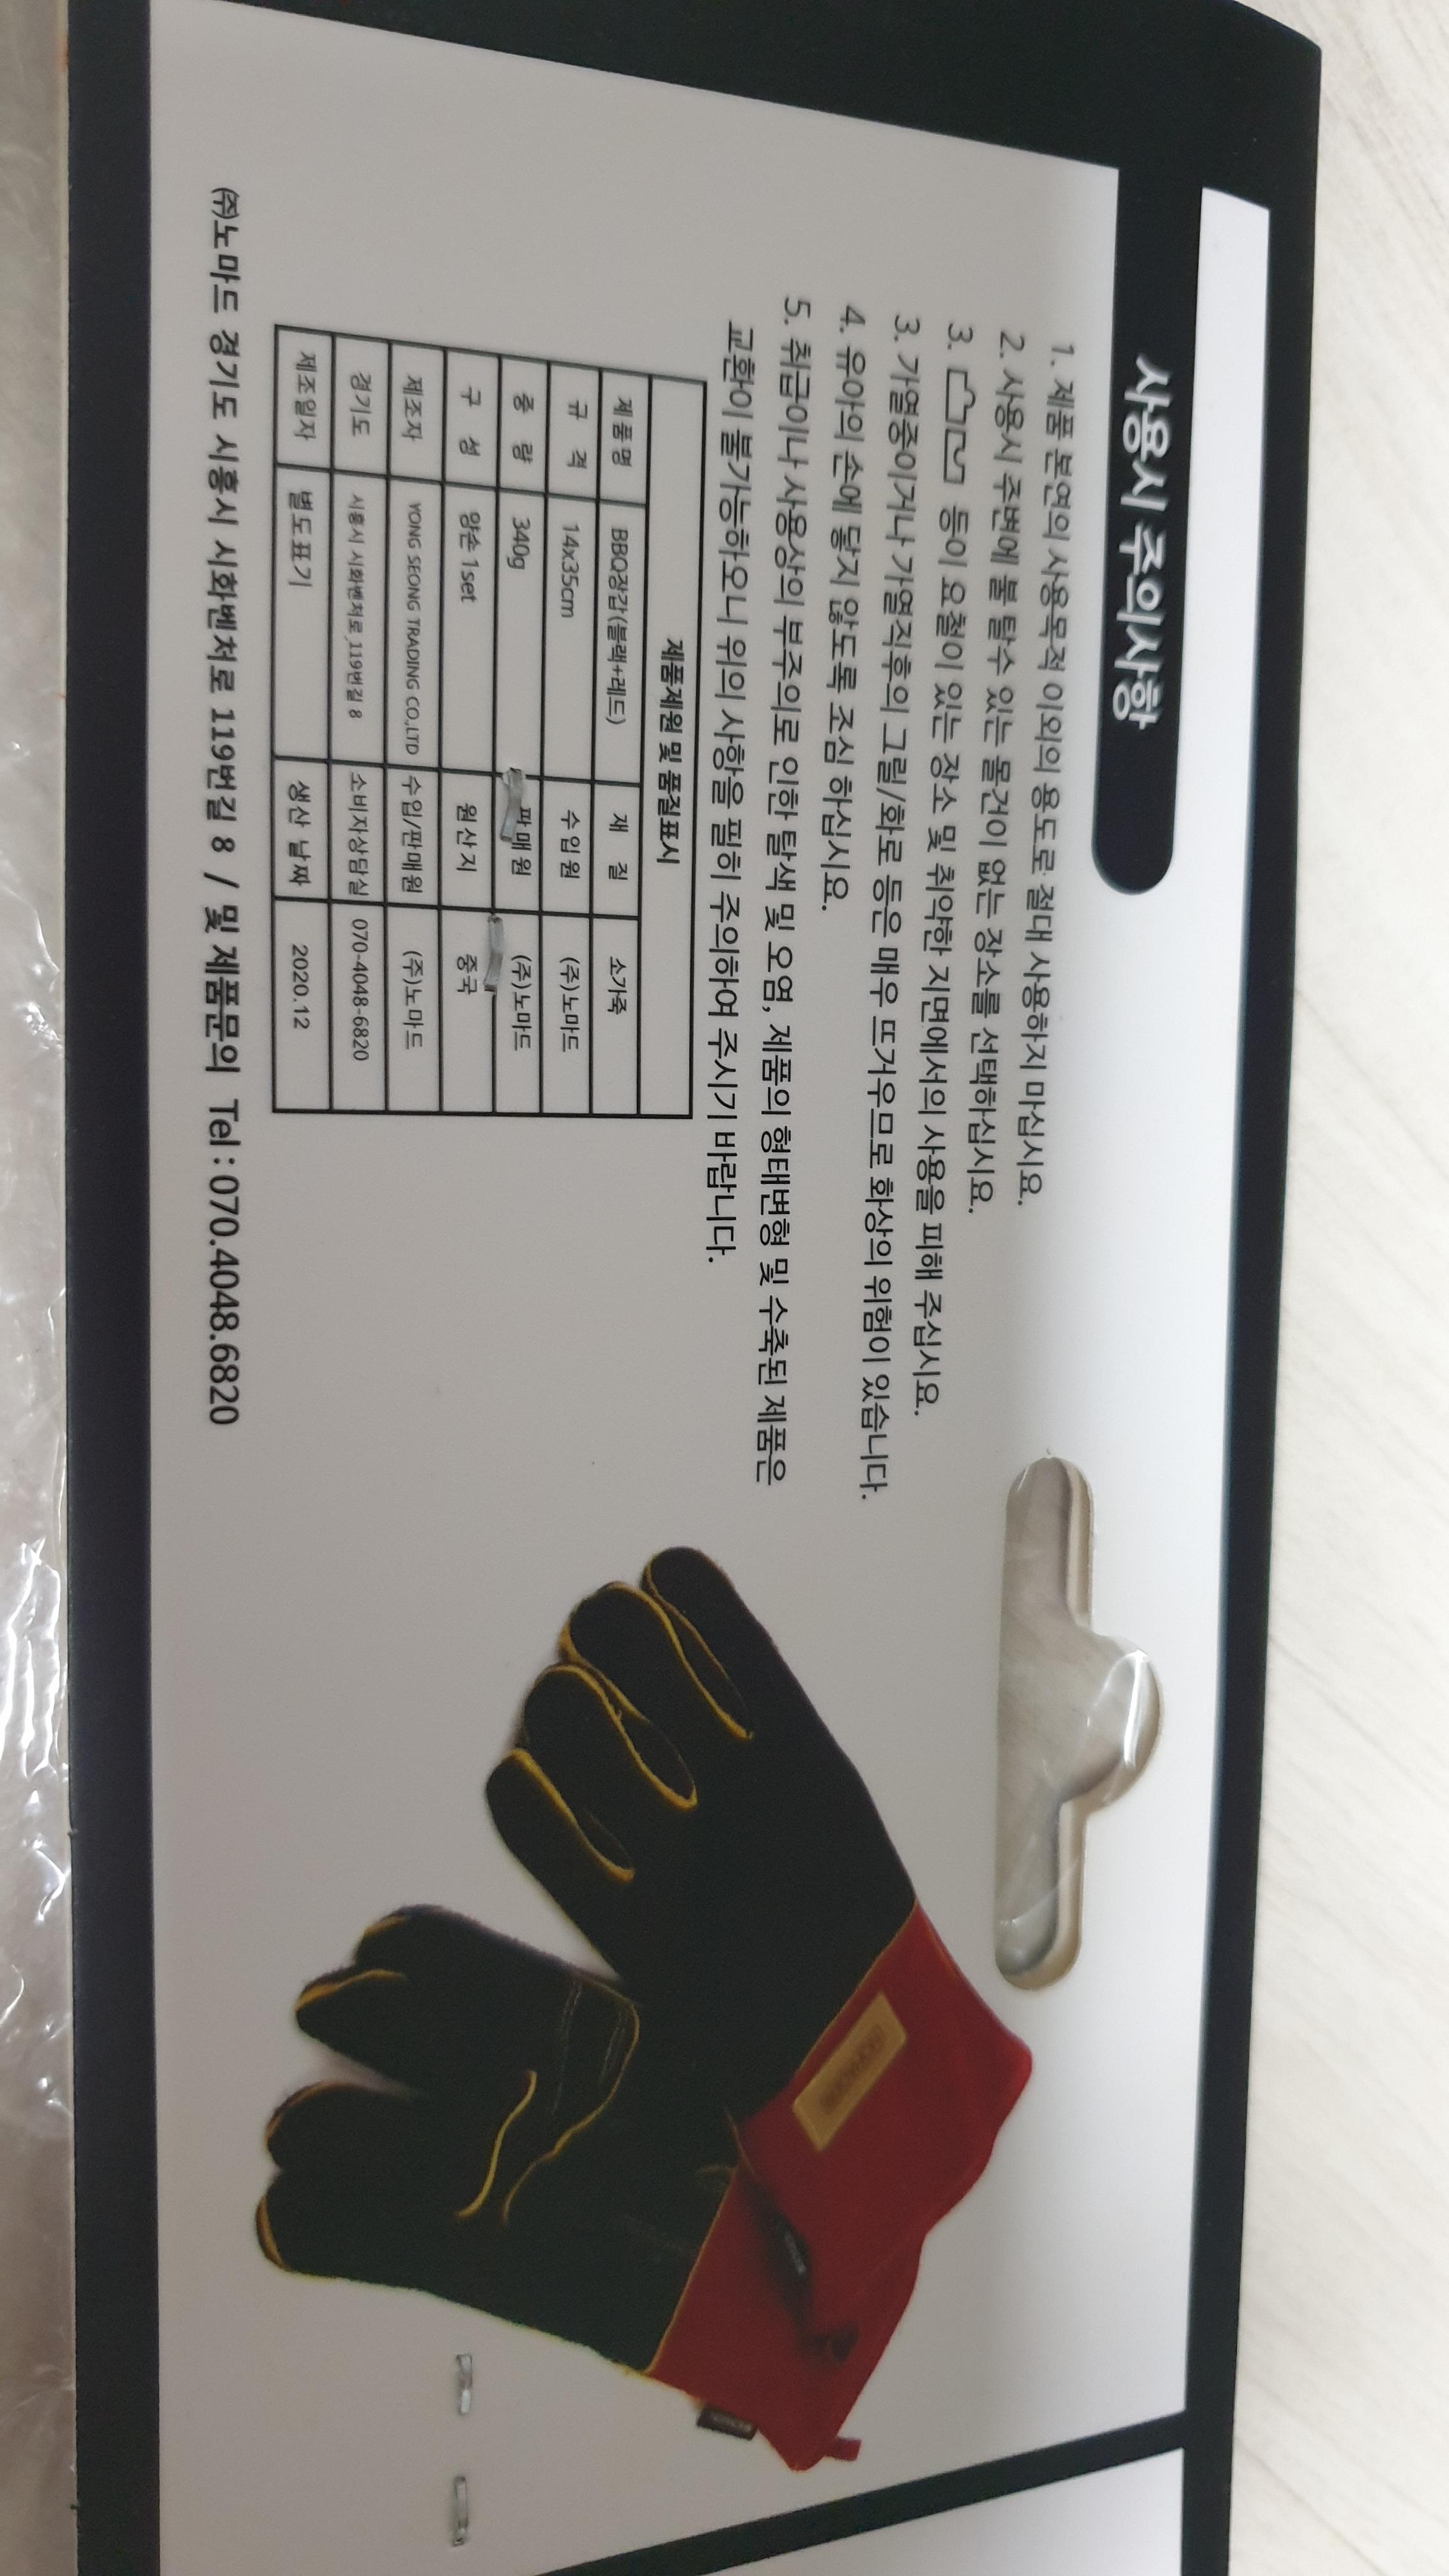 사용시 주의사항
1. 제품 본연의 사용목적 이외의 용도로 절대 사용하지 마십시요.
2. 사용시 주변에 불 탈수 있는 물건이 없는 장소를 선택하십시요.
3. 등이 요철이 있는 장소 및 취약한 지면에서의 사용을 피해 주십시요.
3. 가열중이거나 가열직후의 그릴/화로 등은 매우 뜨거우므로 화상의 위험이 있습니다.
4. 유아의 손에 닿지 않도록 조심 하십시요.
5. 취급이나 사용상의 부주의로 인한 탈색 및 오염, 제품의 형태변형 및 수축된 제품은
교환이 불가능하오니 위의 사항을 필히 주의하여 주시기 바랍니다.
제품제원 및 품질표시
제품명 BBQ장갑(블랙+레드) 재 질 소가죽
규 격 14x35cm 수입원 (주)노마드
중 량 340g 판매원 (주)노마드
구 성 양손 1set 원산지 중국
제조자 YONG SEONG TRADING CO.,LTD 수입/판매원 (주)노마드
경기도 시흥시 시화벤처로,119번길 8 소비자상담실 070-4048-6820
제조일자 별도표기 생산 날짜 2020.12
㈜노마드 경기도 시흥시 시화벤처로 119번길 8 / 및 제품문의 Tel : 070.4048.6820